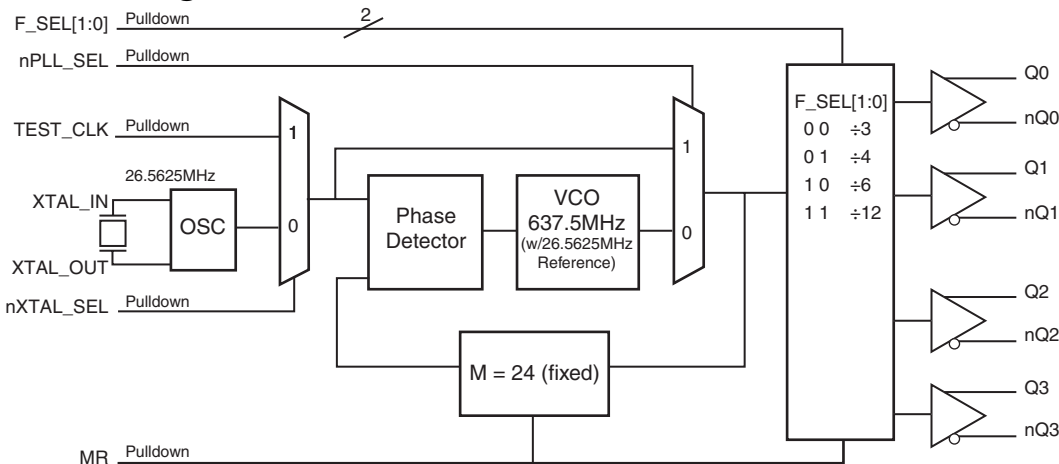 F_SEL[1:0] Pulldown 2
nPLL_SEL Pulldown
TEST_CLK Pulldown
26.5625MHz
XTAL_IN
OSC
XTAL_OUT
nXTAL_SEL Pulldown
1
0
Phase
Detector
VCO
637.5MHz
(w/26.5625MHz
Reference)
1
0
M = 24 (fixed)
MR Pulldown
F_SEL[1:0]
0 0 ÷3
0 1 ÷4
1 0 ÷6
1 1 ÷12
Q0
nQ0
Q1
nQ1
Q2
nQ2
Q3
nQ3